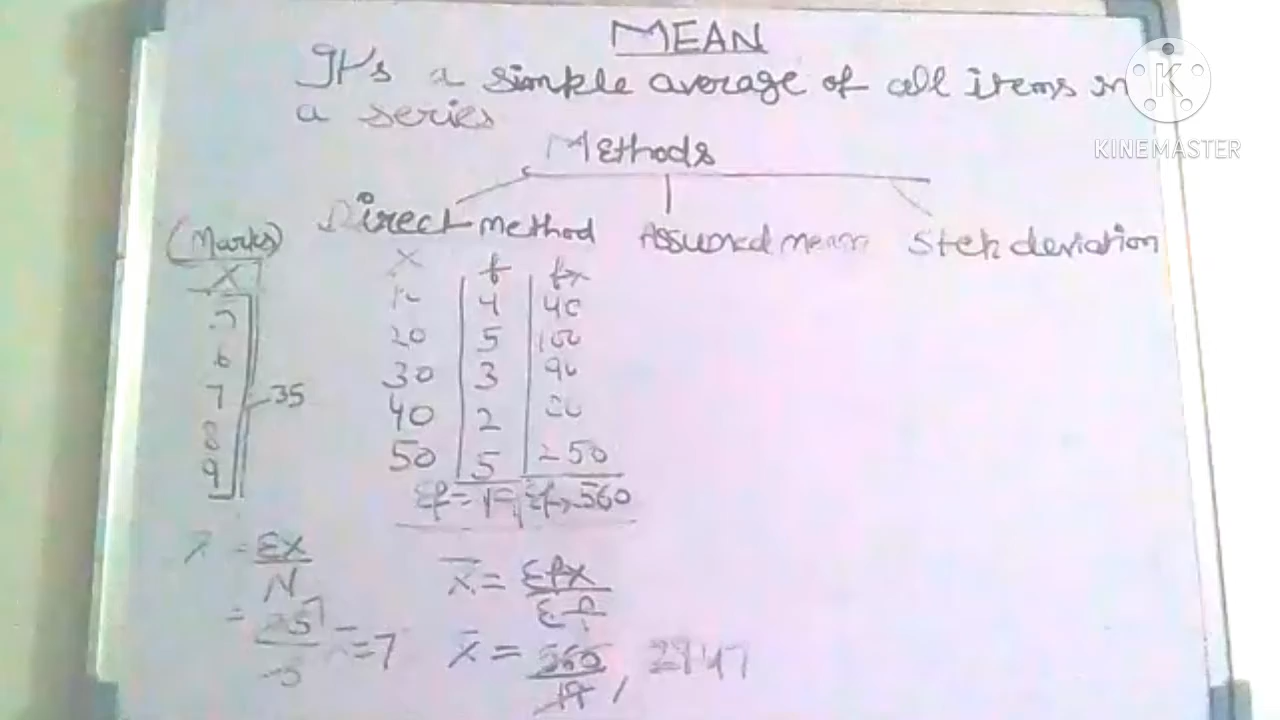 MEAN
It's a simple average of all items in
a series
Methods
Direct method Assumed mean Step deviation
(Marks)
X
5
6
7
8
9
35
X f fx
10 4 40
20 5 100
30 3 90
40 2
50 5 250
Σf = 19 Σfx 560
x̄ = ΣX
N
=
5
x̄ = 7
x̄ = Σfx
Σf
x̄ = 560
19
K
KINEMASTER